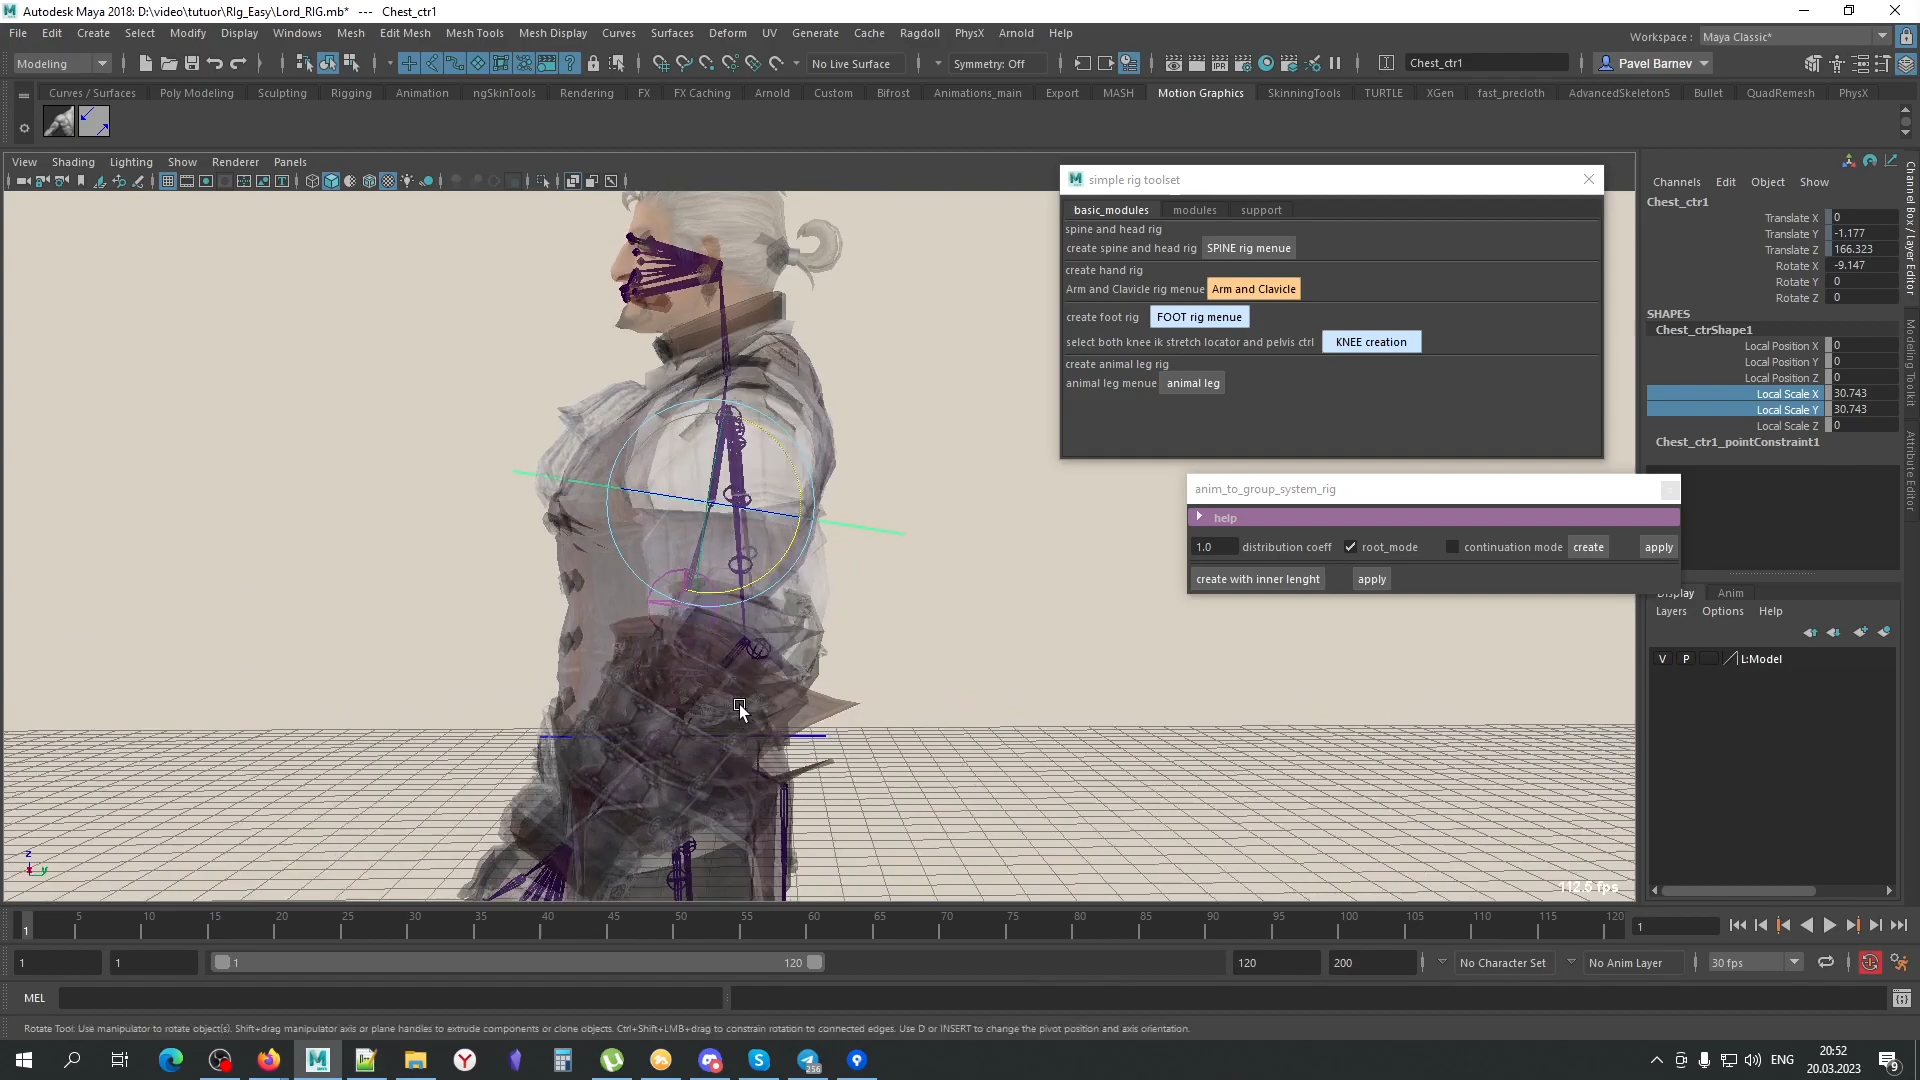 Autodesk Maya 2018: D:\video\tutuor\RIg_Easy\Lord_RIG.mb* --- Chest_ctr1
File Edit Create Select Modify Display Windows Mesh Edit Mesh Mesh Tools Mesh Display Curves Surfaces Deform UV Generate Cache Ragdoll PhysX Arnold Help
Workspace : Maya Classic*
Modeling No Live Surface Symmetry: Off Chest_ctr1 Pavel Barnev
Curves / Surfaces Poly Modeling Sculpting Rigging Animation ngSkinTools Rendering FX FX Caching Arnold Custom Bifrost Animations_main Export MASH Motion Graphics SkinningTools TURTLE XGen fast_precloth AdvancedSkeleton5 Bullet QuadRemesh PhysX
View Shading Lighting Show Renderer Panels
simple rig toolset
basic_modules modules support
spine and head rig
create spine and head rig SPINE rig menue
create hand rig
Arm and Clavicle rig menue Arm and Clavicle
create foot rig FOOT rig menue
select both knee ik stretch locator and pelvis ctrl KNEE creation
create animal leg rig
animal leg menue animal leg
anim_to_group_system_rig
help
1.0 distribution coeff root_mode continuation mode create apply
create with inner lenght apply
Channels Edit Object Show
Chest_ctr1
Translate X 0
Translate Y -1.177
Translate Z 166.323
Rotate X -9.147
Rotate Y 0
Rotate Z 0
SHAPES
Chest_ctrShape1
Local Position X 0
Local Position Y 0
Local Position Z 0
Local Scale X 30.743
Local Scale Y 30.743
Local Scale Z 0
Chest_ctr1_pointConstraint1
Channel Box / Layer Editor
Modeling Toolkit
Attribute Editor
Display Anim
Layers Options Help
V P L:Model
z
x y
112.5 fps
5 10 15 20 25 30 35 40 45 50 55 60 65 70 75 80 85 90 95 100 105 110 115 120
1 1
1 1 1 120 120 200 No Character Set No Anim Layer 30 fps
MEL
Rotate Tool: Use manipulator to rotate object(s). Shift+drag manipulator axis or plane handles to extrude components or clone objects. Ctrl+Shift+LMB+drag to constrain rotation to connected edges. Use D or INSERT to change the pivot position and axis orientation.
256 ENG 20:52
20.03.2023 9